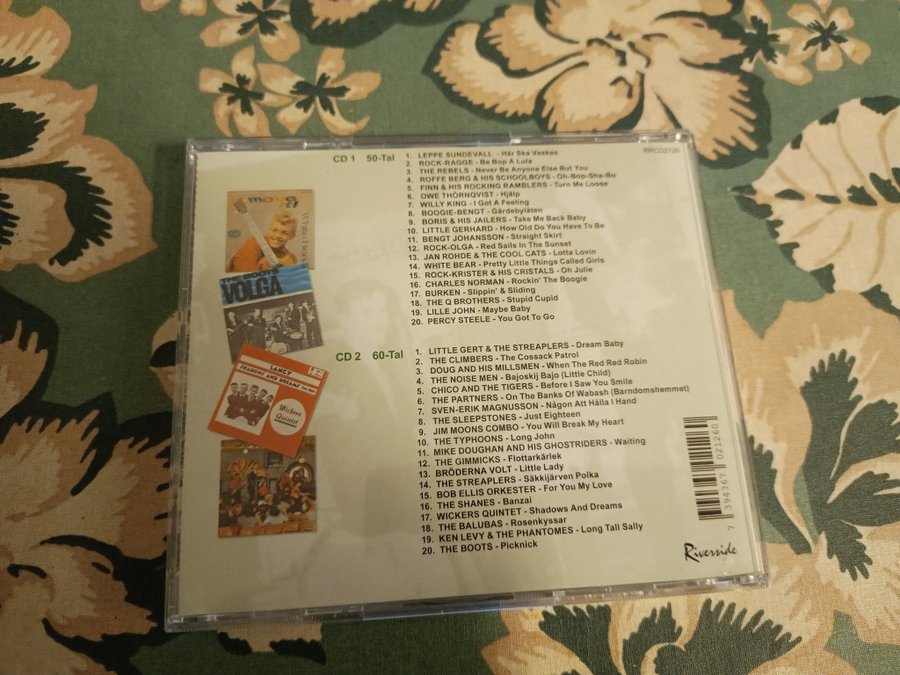 RRCD2126
CD 1 50-Tal
1. LEPPE SUNDEVALL - Här Ska Vaskas
2. ROCK-RAGGE - Be Bop A Lula
3. THE REBELS - Never Be Anyone Else But You
4. ROFFE BERG & HIS SCHOOLBOYS - Oh-Bop-Sha-Bo
5. FINN & HIS ROCKING RAMBLERS - Turn Me Loose
6. OWE THÖRNQVIST - Hjälp
7. WILLY KING - I Got A Feeling
8. BOOGIE-BENGT - Gärdebylåten
9. BORIS & HIS JAILERS - Take Me Back Baby
10. LITTLE GERHARD - How Old Do You Have To Be
11. BENGT JOHANSSON - Straight Skirt
12. ROCK-OLGA - Red Sails In The Sunset
13. JAN ROHDE & THE COOL CATS - Lotta Lovin
14. WHITE BEAR - Pretty Little Things Called Girls
15. ROCK-KRISTER & HIS CRISTALS - Oh Julie
16. CHARLES NORMAN - Rockin' The Boogie
17. BURKEN - Slippin' & Sliding
18. THE Q BROTHERS - Stupid Cupid
19. LILLE JOHN - Maybe Baby
20. PERCY STEELE - You Got To Go
VOLGA
CD 2 60-Tal
1. LITTLE GERT & THE STREAPLERS - Dream Baby
2. THE CLIMBERS - The Cossack Patrol
3. DOUG AND HIS MILLSMEN - When The Red Red Robin
4. THE NOISE MEN - Bajoskij Bajo (Little Child)
5. CHICO AND THE TIGERS - Before I Saw You Smile
6. THE PARTNERS - On The Banks Of Wabash (Barndomshemmet)
7. SVEN-ERIK MAGNUSSON - Någon Att Hålla I Hand
8. THE SLEEPSTONES - Just Eighteen
9. JIM MOONS COMBO - You Will Break My Heart
10. THE TYPHOONS - Long John
11. MIKE DOUGHAN AND HIS GHOSTRIDERS - Waiting
12. THE GIMMICKS - Flottarkärlek
13. BRÖDERNA VOLT - Little Lady
14. THE STREAPLERS - Säkkijärven Polka
15. BOB ELLIS ORKESTER - For You My Love
16. THE SHANES - Banzai
17. WICKERS QUINTET - Shadows And Dreams
18. THE BALUBAS - Rosenkyssar
19. KEN LEVY & THE PHANTOMES - Long Tall Sally
20. THE BOOTS - Picknick
LANCY
SHADOWS AND DREAMS
Wickers
Quintet
7 394367 021260
Riverside